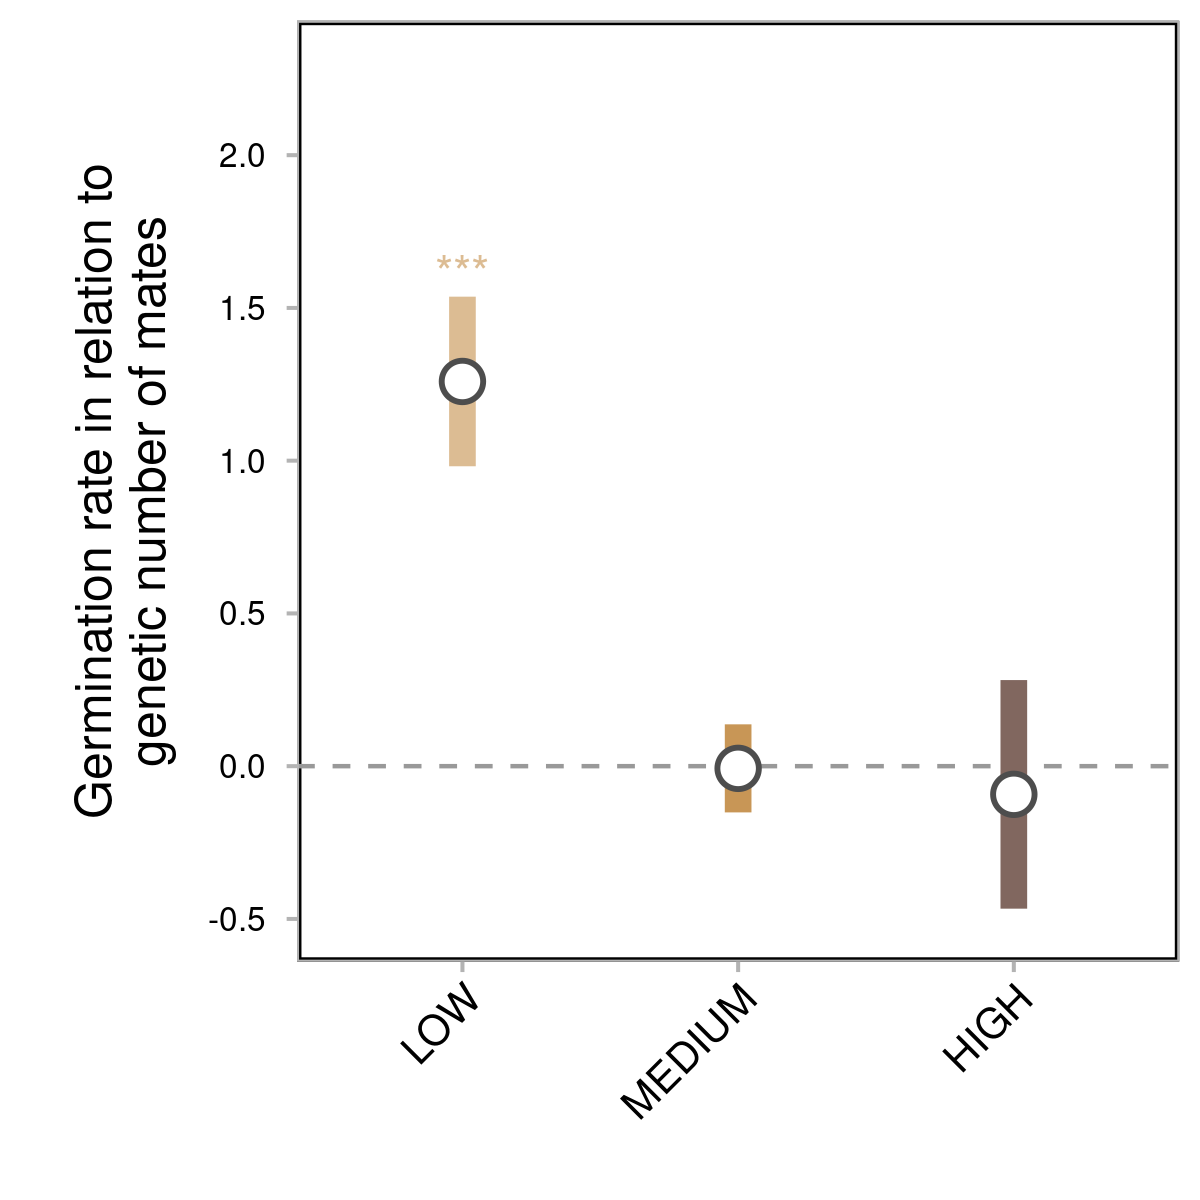 Germination rate in relation to
genetic number of mates
2.0
1.5
1.0
0.5
0.0
-0.5
***
LOW
MEDIUM
HIGH